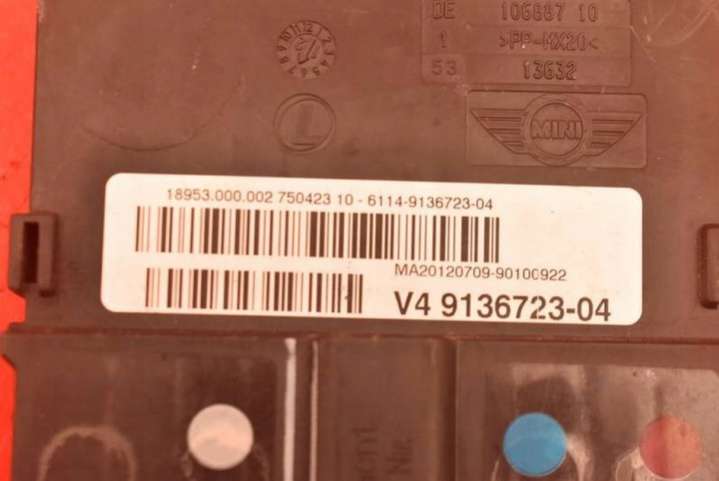 DE 106887 10
1 >PP-MX20<
53 13632
L
MINI
18953.000.002 750423 10 - 6114-9136723-04
MA20120709-90100922
V4 9136723-04
Nr.